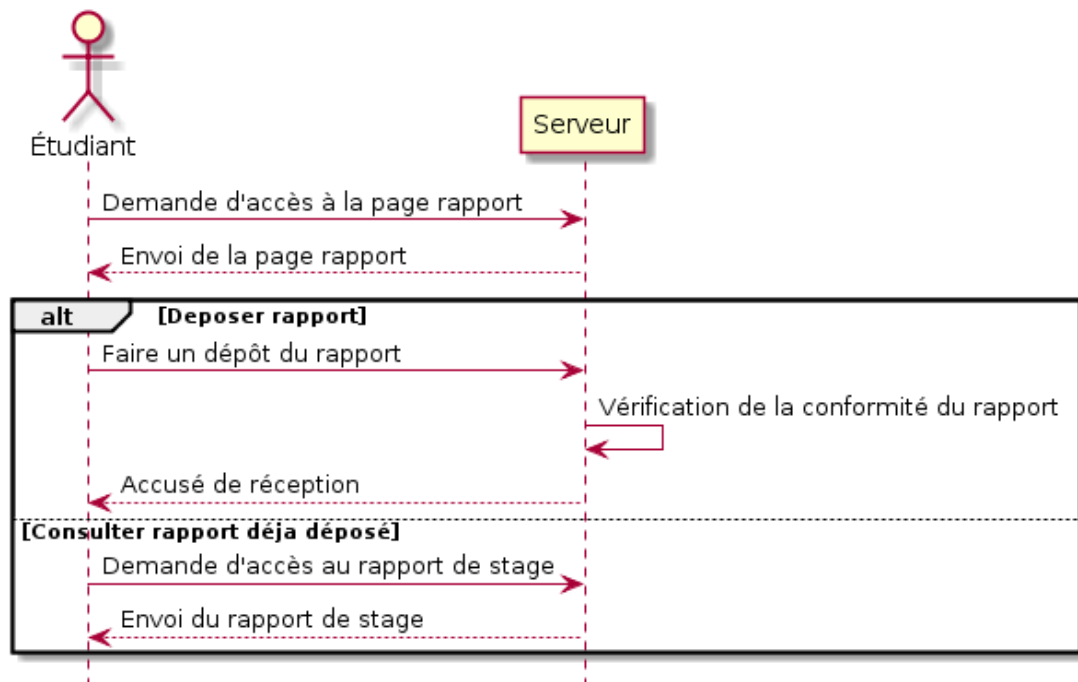 Étudiant
Serveur
Demande d'accès à la page rapport
Envoi de la page rapport
alt [Deposer rapport]
Faire un dépôt du rapport
Vérification de la conformité du rapport
Accusé de réception
[Consulter rapport déja déposé]
Demande d'accès au rapport de stage
Envoi du rapport de stage